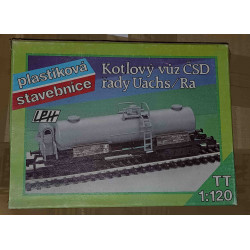 plastiková
stavebnice
Kotlový vůz ČSD
řady Uachs / Ra
TT
1:120